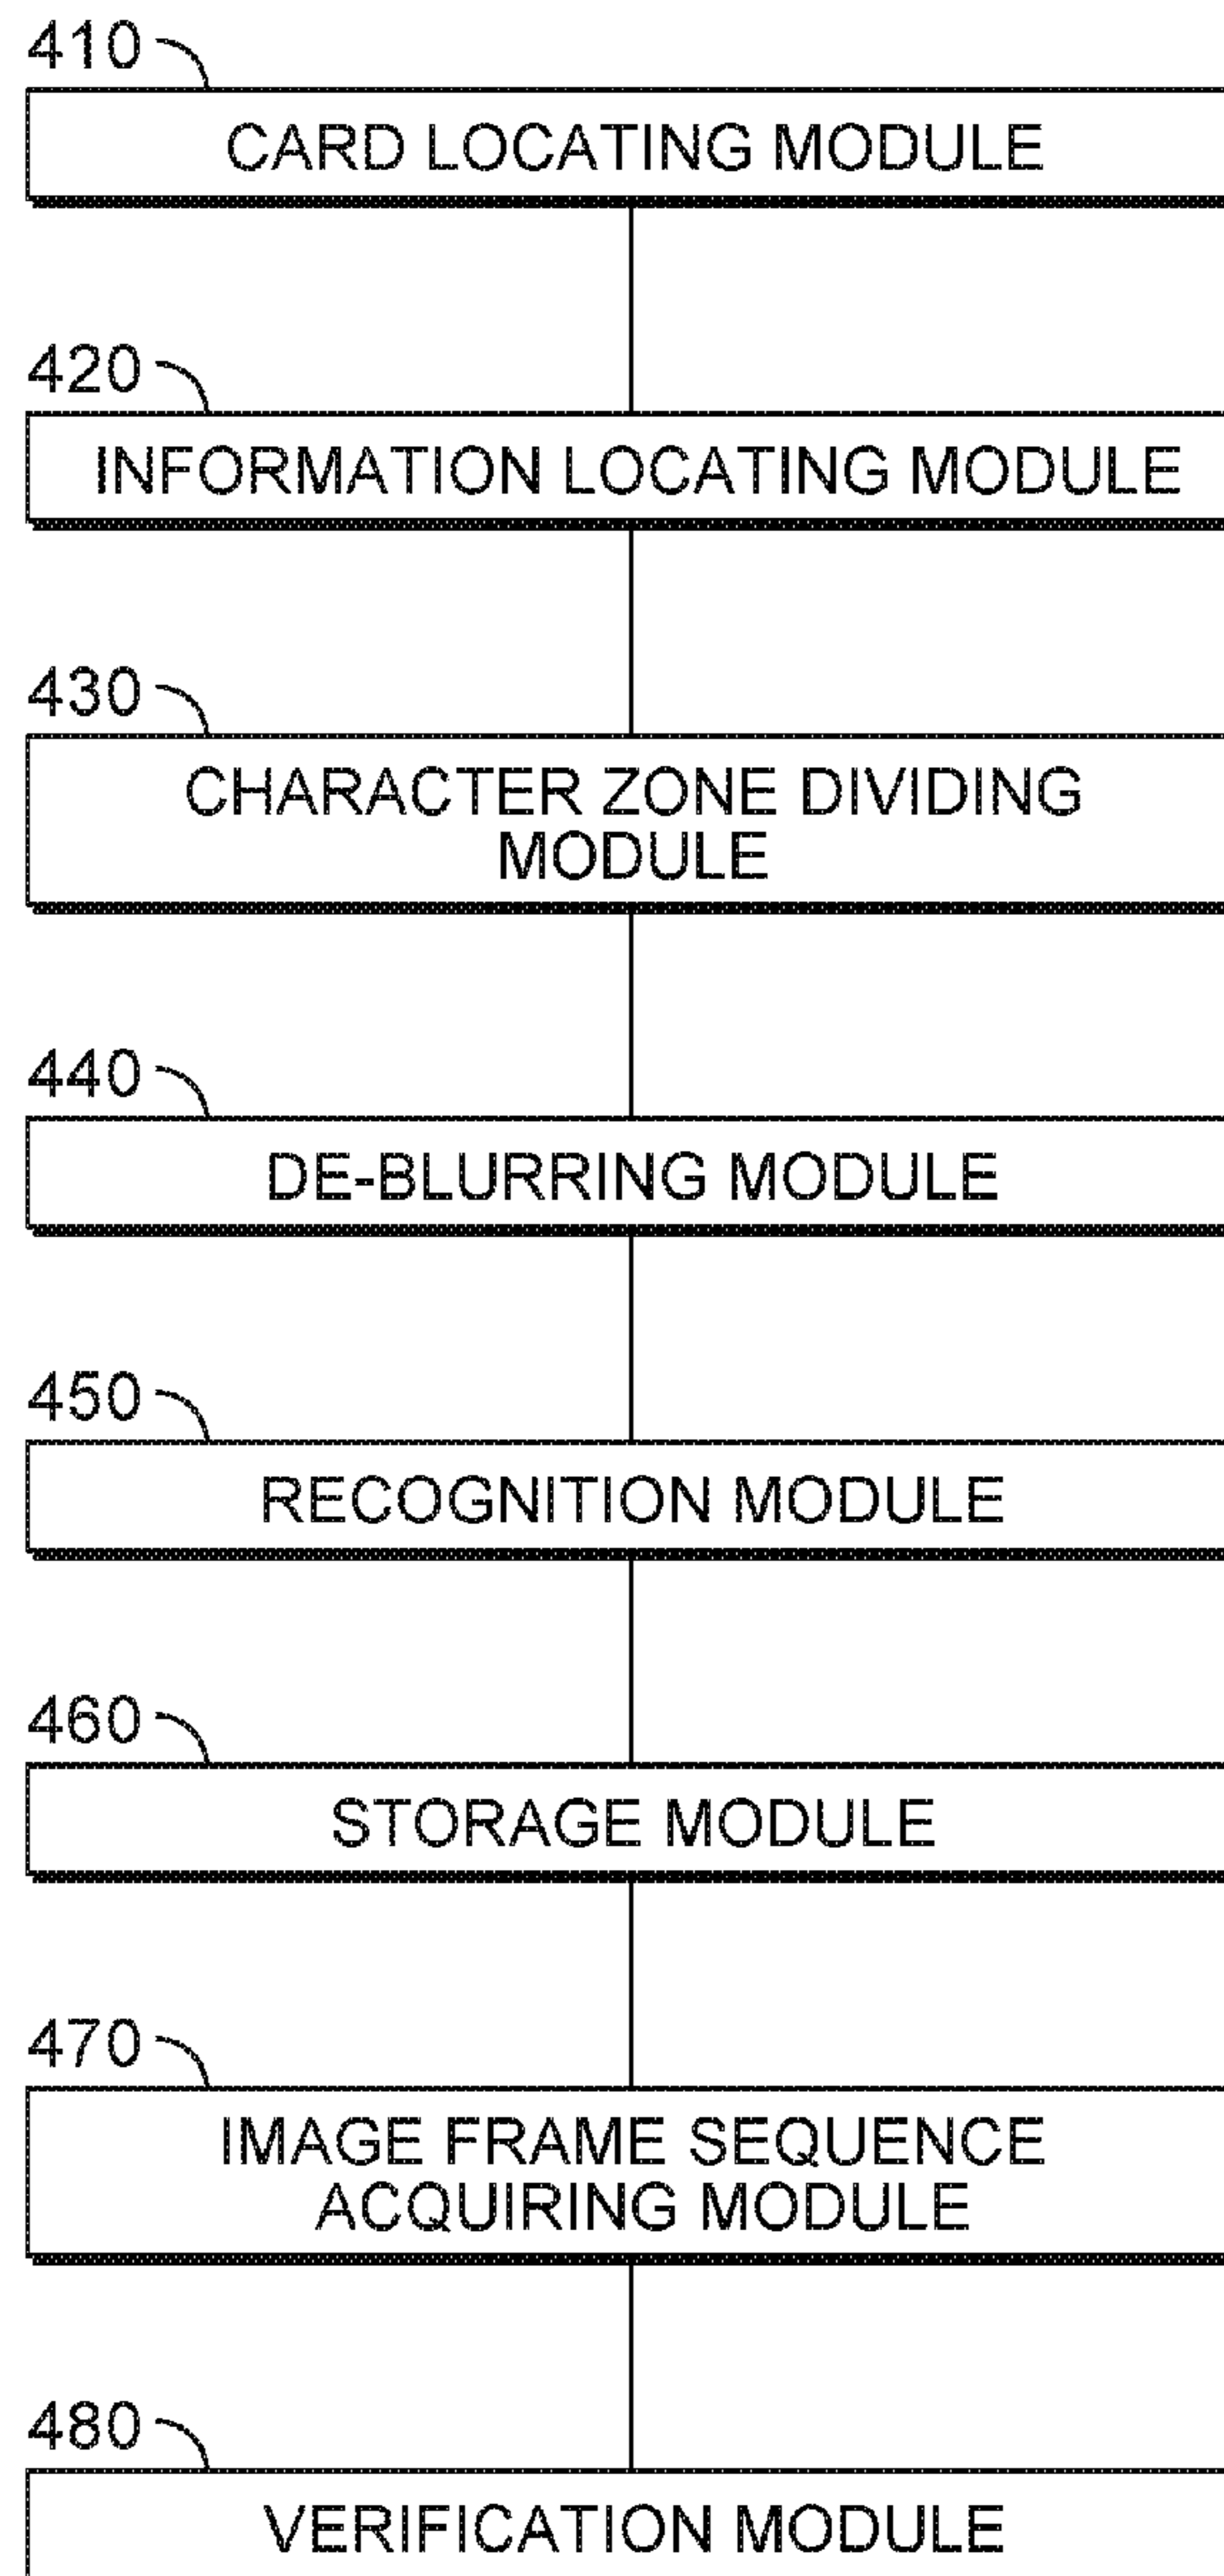 410
CARD LOCATING MODULE
420
INFORMATION LOCATING MODULE
430
CHARACTER ZONE DIVIDING
MODULE
440
DE-BLURRING MODULE
450
RECOGNITION MODULE
460
STORAGE MODULE
470
IMAGE FRAME SEQUENCE
ACQUIRING MODULE
480
VERIFICATION MODULE